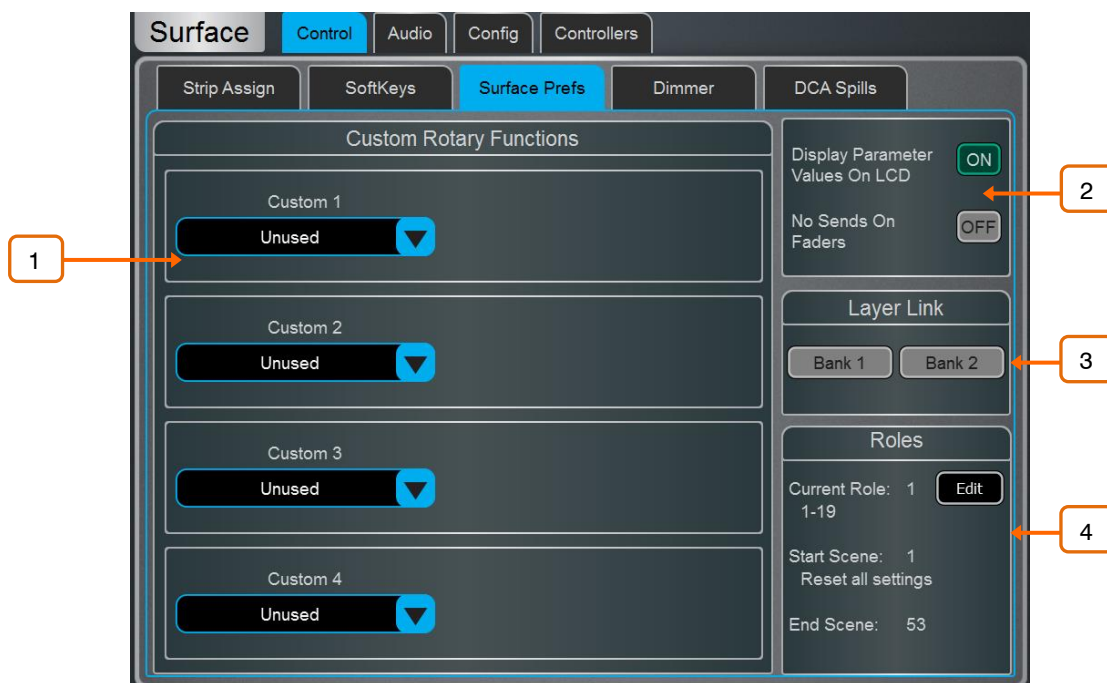 Surface Control Audio Config Controllers
Strip Assign SoftKeys Surface Prefs Dimmer DCA Spills
Custom Rotary Functions
Custom 1
Unused
Custom 2
Unused
Custom 3
Unused
Custom 4
Unused
Display Parameter
Values On LCD
ON
No Sends On
Faders
OFF
Layer Link
Bank 1 Bank 2
Roles
Current Role: 1 Edit
1-19
Start Scene: 1
Reset all settings
End Scene: 53
1
2
3
4